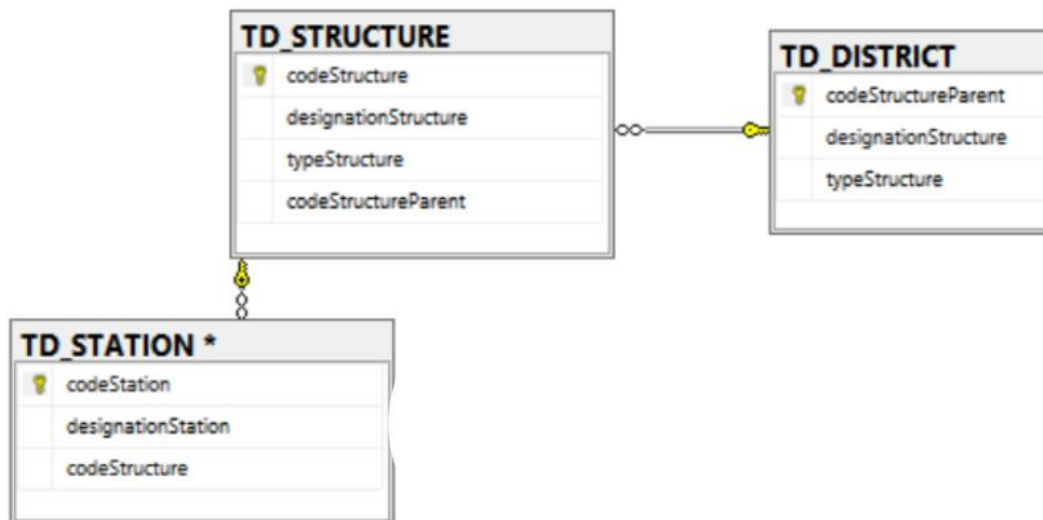 TD_STRUCTURE
codeStructure
designationStructure
typeStructure
codeStructureParent
TD_DISTRICT
codeStructureParent
designationStructure
typeStructure
TD_STATION *
codeStation
designationStation
codeStructure